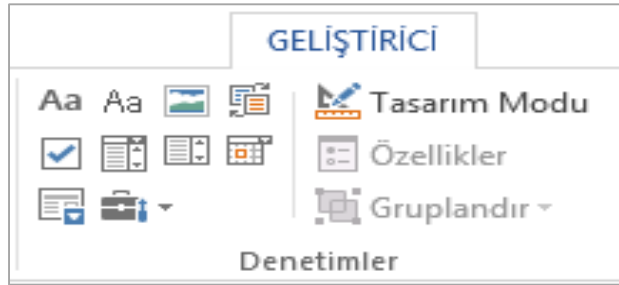 GELİŞTİRİCİ
Aa Aa Tasarım Modu
Özellikler
Gruplandır
Denetimler